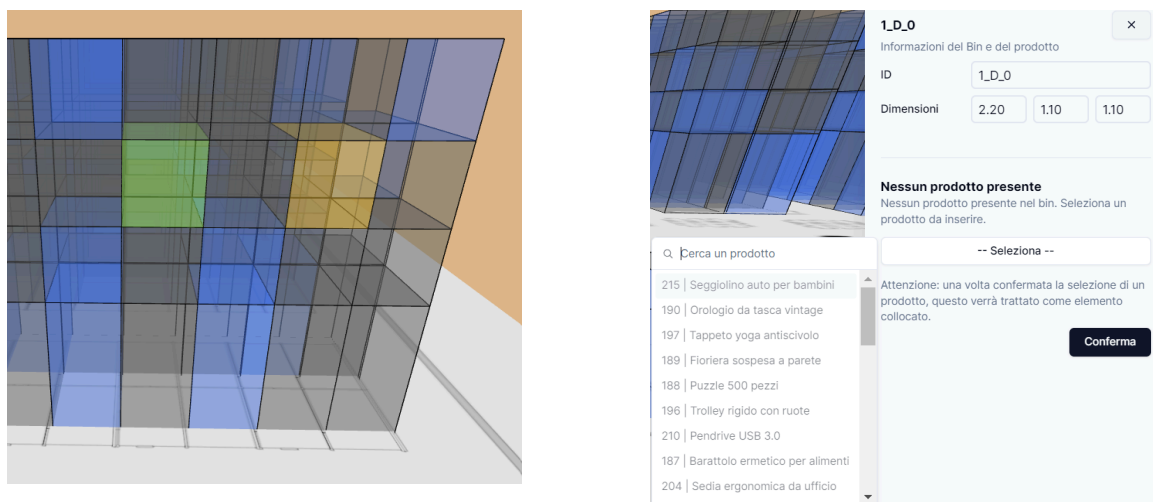 1_D_0
Informazioni del Bin e del prodotto
ID
1_D_0
Dimensioni
2.20
1.10
1.10
Nessun prodotto presente
Nessun prodotto presente nel bin. Seleziona un
prodotto da inserire.
-- Seleziona --
Attenzione: una volta confermata la selezione di un
prodotto, questo verrà trattato come elemento
collocato.
Conferma
Cerca un prodotto
215 | Seggiolino auto per bambini
190 | Orologio da tasca vintage
197 | Tappeto yoga antiscivolo
189 | Fioriera sospesa a parete
188 | Puzzle 500 pezzi
196 | Trolley rigido con ruote
210 | Pendrive USB 3.0
187 | Barattolo ermetico per alimenti
204 | Sedia ergonomica da ufficio